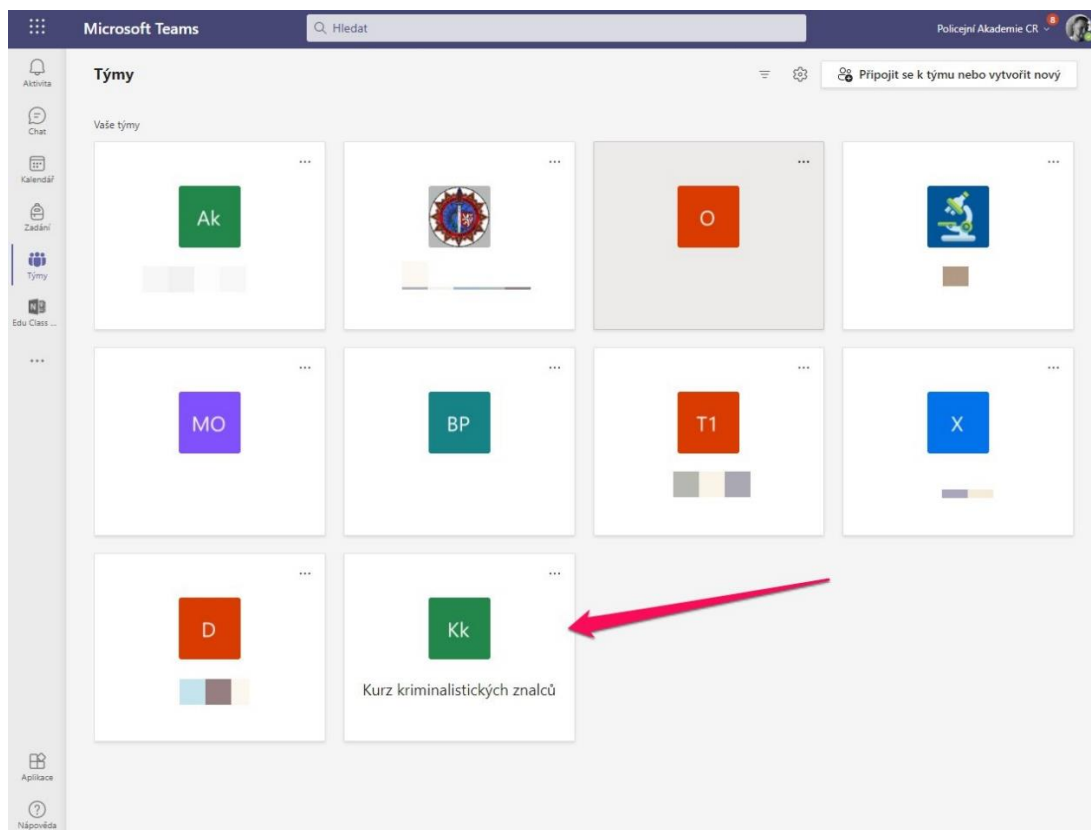 Microsoft Teams
Hledat
Policejní Akademie CR
8
Aktivita
Chat
Kalendář
Zadání
Týmy
Edu Class ...
Aplikace
Nápověda
Týmy
Připojit se k týmu nebo vytvořit nový
Vaše týmy
Ak
O
MO
BP
T1
X
D
Kk
Kurz kriminalistických znalců